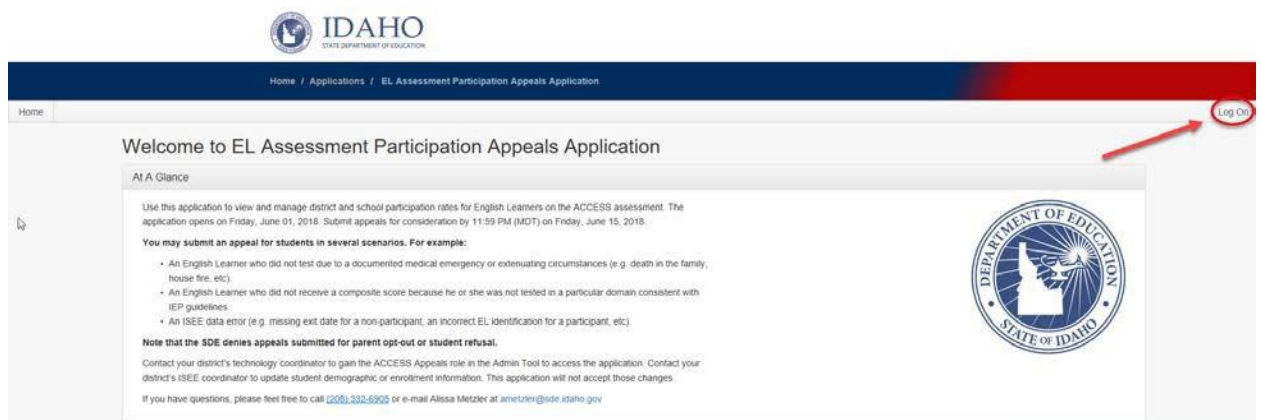 IDAHO
STATE DEPARTMENT OF EDUCATION
Home / Applications / EL Assessment Participation Appeals Application
Home
Log On
Welcome to EL Assessment Participation Appeals Application
At A Glance
Use this application to view and manage district and school participation rates for English Learners on the ACCESS assessment. The
application opens on Friday, June 01, 2018. Submit appeals for consideration by 11:59 PM (MDT) on Friday, June 15, 2018.
You may submit an appeal for students in several scenarios. For example:
• An English Learner who did not test due to a documented medical emergency or extenuating circumstances (e.g. death in the family,
house fire, etc).
• An English Learner who did not receive a composite score because he or she was not tested in a particular domain consistent with
IEP guidelines.
• An ISEE data error (e.g. missing exit date for a non-participant, an incorrect EL identification for a participant, etc).
Note that the SDE denies appeals submitted for parent opt-out or student refusal.
Contact your district's technology coordinator to gain the ACCESS Appeals role in the Admin Tool to access the application. Contact your
district's ISEE coordinator to update student demographic or enrollment information. This application will not accept those changes.
If you have questions, please feel free to call (208) 332-6905 or e-mail Alissa Metzler at ametzler@sde.idaho.gov
DEPARTMENT OF EDUCATION
STATE OF IDAHO